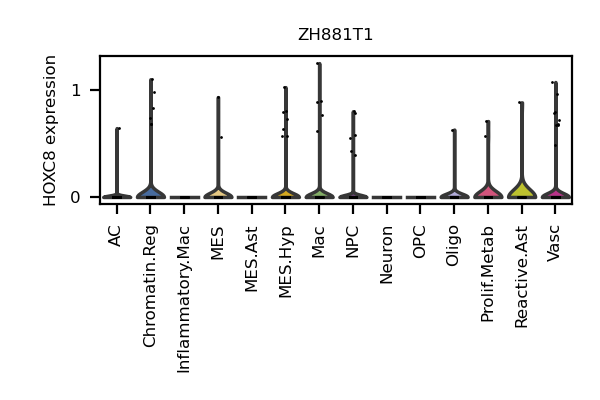 ZH881T1
HOXC8 expression
1
0
AC
Chromatin.Reg
Inflammatory.Mac
MES
MES.Ast
MES.Hyp
Mac
NPC
Neuron
OPC
Oligo
Prolif.Metab
Reactive.Ast
Vasc